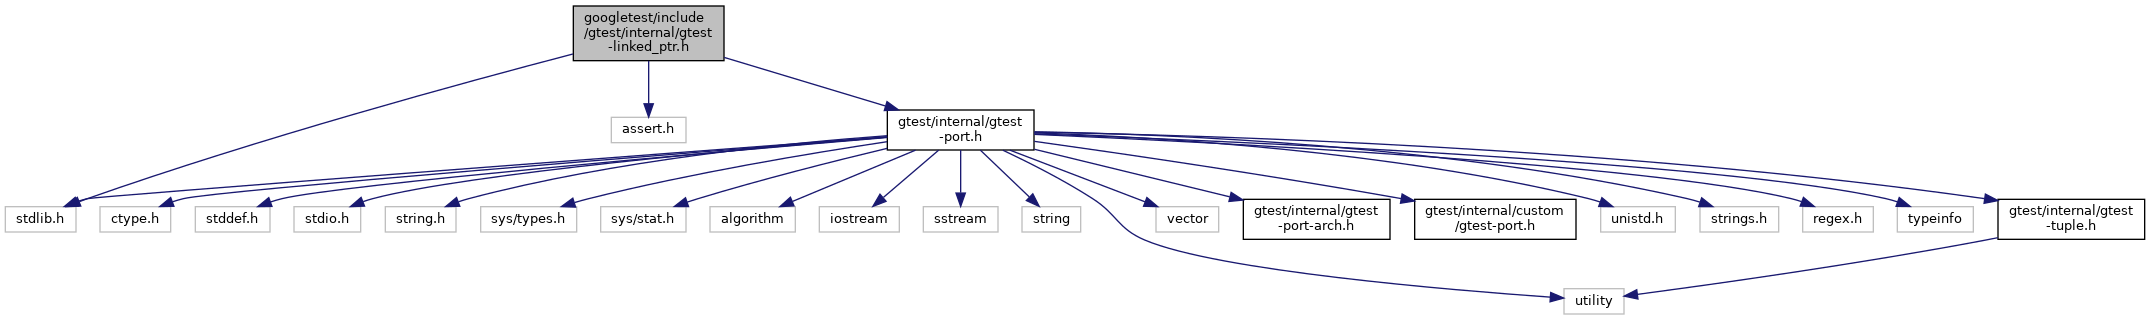 googletest/include
/gtest/internal/gtest
-linked_ptr.h
assert.h
gtest/internal/gtest
-port.h
stdlib.h
ctype.h
stddef.h
stdio.h
string.h
sys/types.h
sys/stat.h
algorithm
iostream
sstream
string
vector
gtest/internal/gtest
-port-arch.h
gtest/internal/custom
/gtest-port.h
unistd.h
strings.h
regex.h
typeinfo
gtest/internal/gtest
-tuple.h
utility